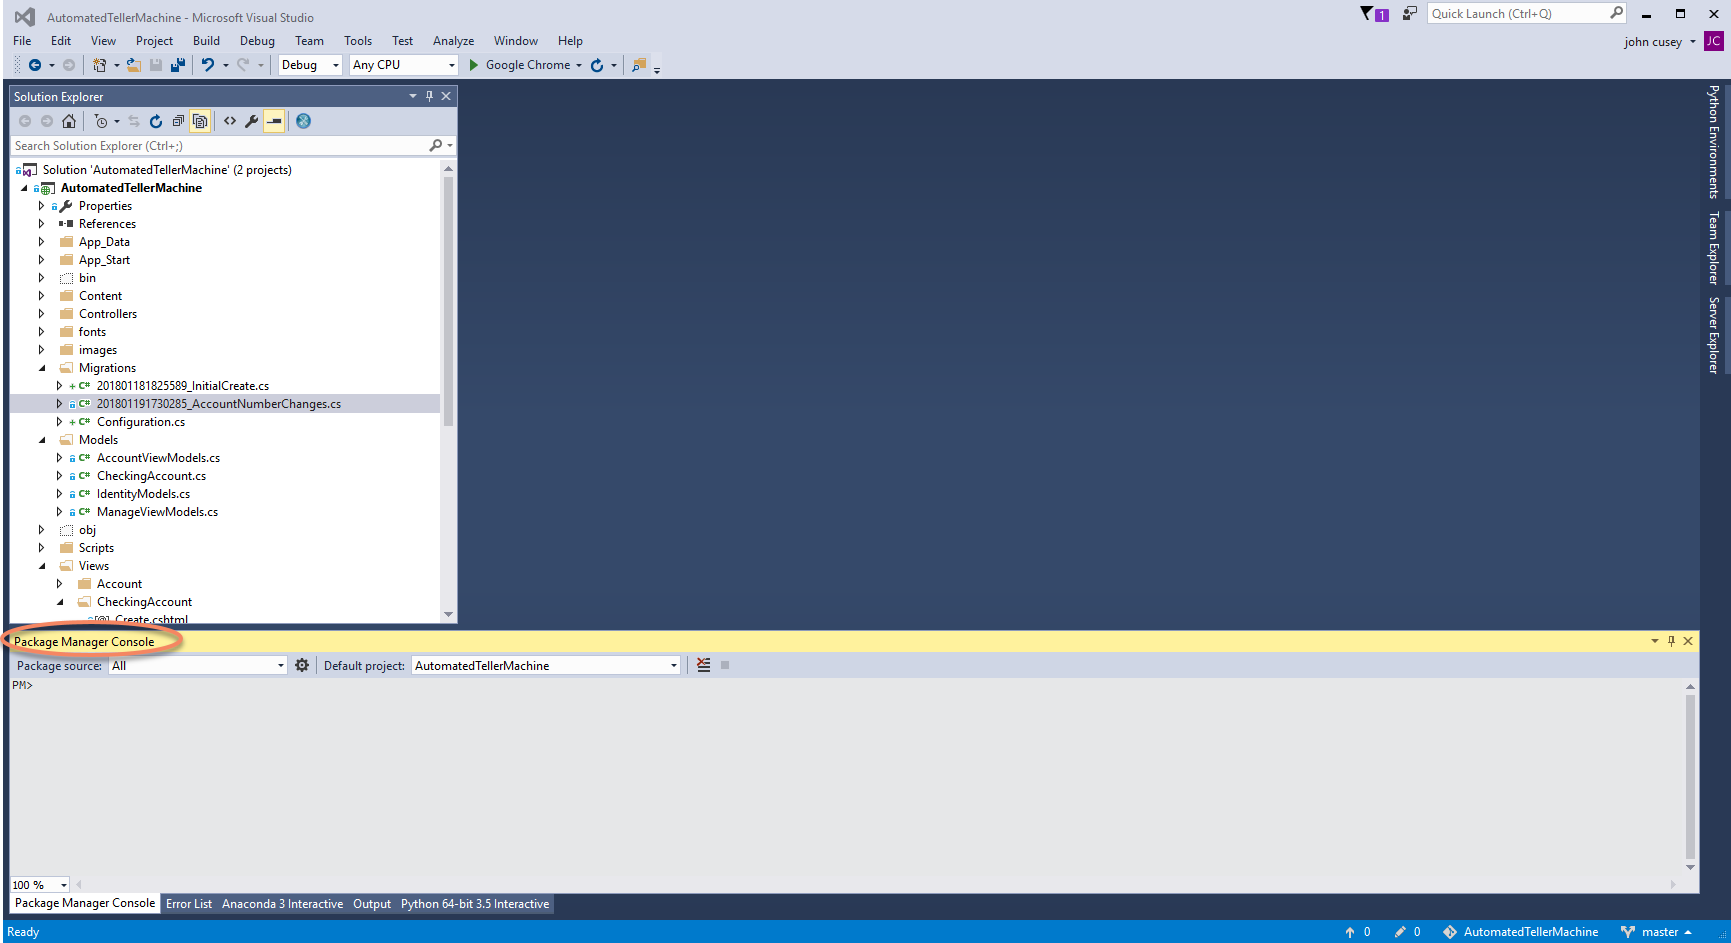 AutomatedTellerMachine - Microsoft Visual Studio
1
Quick Launch (Ctrl+Q)
File Edit View Project Build Debug Team Tools Test Analyze Window Help
john cusey JC
Debug Any CPU Google Chrome
Solution Explorer
Search Solution Explorer (Ctrl+;)
Solution 'AutomatedTellerMachine' (2 projects)
AutomatedTellerMachine
Properties
References
App_Data
App_Start
bin
Content
Controllers
fonts
images
Migrations
C# 201801181825589_InitialCreate.cs
C# 201801191730285_AccountNumberChanges.cs
C# Configuration.cs
Models
C# AccountViewModels.cs
C# CheckingAccount.cs
C# IdentityModels.cs
C# ManageViewModels.cs
obj
Scripts
Views
Account
CheckingAccount
[@] Create.cshtml
Python Environments
Team Explorer
Server Explorer
Package Manager Console
Package source: All Default project: AutomatedTellerMachine
PM>
100 %
Package Manager Console Error List Anaconda 3 Interactive Output Python 64-bit 3.5 Interactive
Ready 0 0 AutomatedTellerMachine master